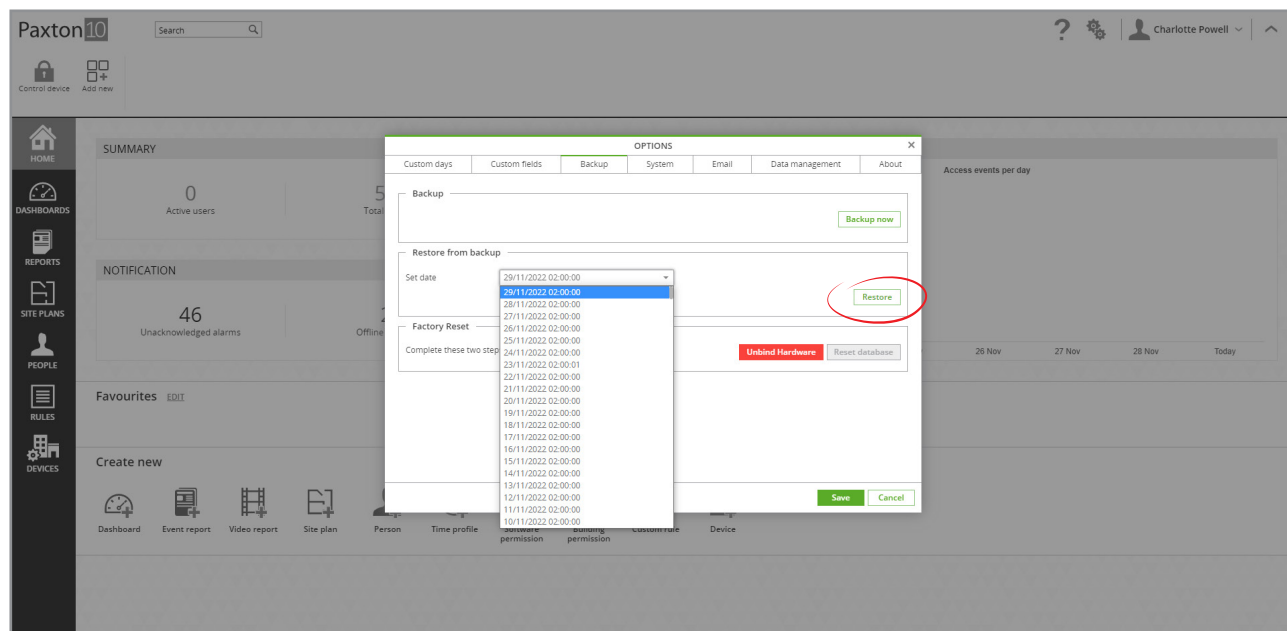 Paxton10
Search
? Charlotte Powell
Control device
Add new
HOME
DASHBOARDS
REPORTS
SITE PLANS
PEOPLE
RULES
DEVICES
SUMMARY
0
Active users
5
Total
NOTIFICATION
46
Unacknowledged alarms
Offline
Access events per day
26 Nov 27 Nov 28 Nov Today
Favourites EDIT
Create new
Dashboard
Event report
Video report
Site plan
Person
Time profile
Software
permission
Building
permission
Custom rule
Device
OPTIONS
Custom days Custom fields Backup System Email Data management About
Backup
Backup now
Restore from backup
Set date
29/11/2022 02:00:00
29/11/2022 02:00:00
28/11/2022 02:00:00
27/11/2022 02:00:00
26/11/2022 02:00:00
25/11/2022 02:00:00
24/11/2022 02:00:00
23/11/2022 02:00:01
22/11/2022 02:00:00
21/11/2022 02:00:00
20/11/2022 02:00:00
19/11/2022 02:00:00
18/11/2022 02:00:00
17/11/2022 02:00:00
16/11/2022 02:00:00
15/11/2022 02:00:00
14/11/2022 02:00:00
13/11/2022 02:00:00
12/11/2022 02:00:00
11/11/2022 02:00:00
10/11/2022 02:00:00
Restore
Factory Reset
Complete these two step
Unbind Hardware
Reset database
Save
Cancel